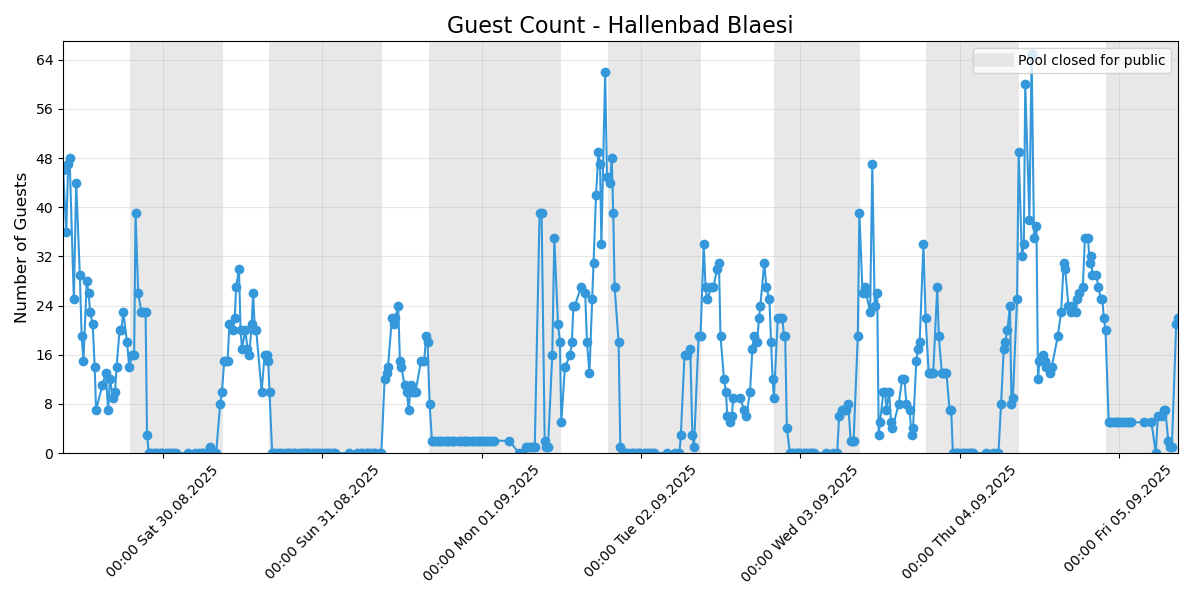 Guest Count - Hallenbad Blaesi
Pool closed for public
Number of Guests
64
56
48
40
32
24
16
8
0
00:00 Sat 30.08.2025
00:00 Sun 31.08.2025
00:00 Mon 01.09.2025
00:00 Tue 02.09.2025
00:00 Wed 03.09.2025
00:00 Thu 04.09.2025
00:00 Fri 05.09.2025